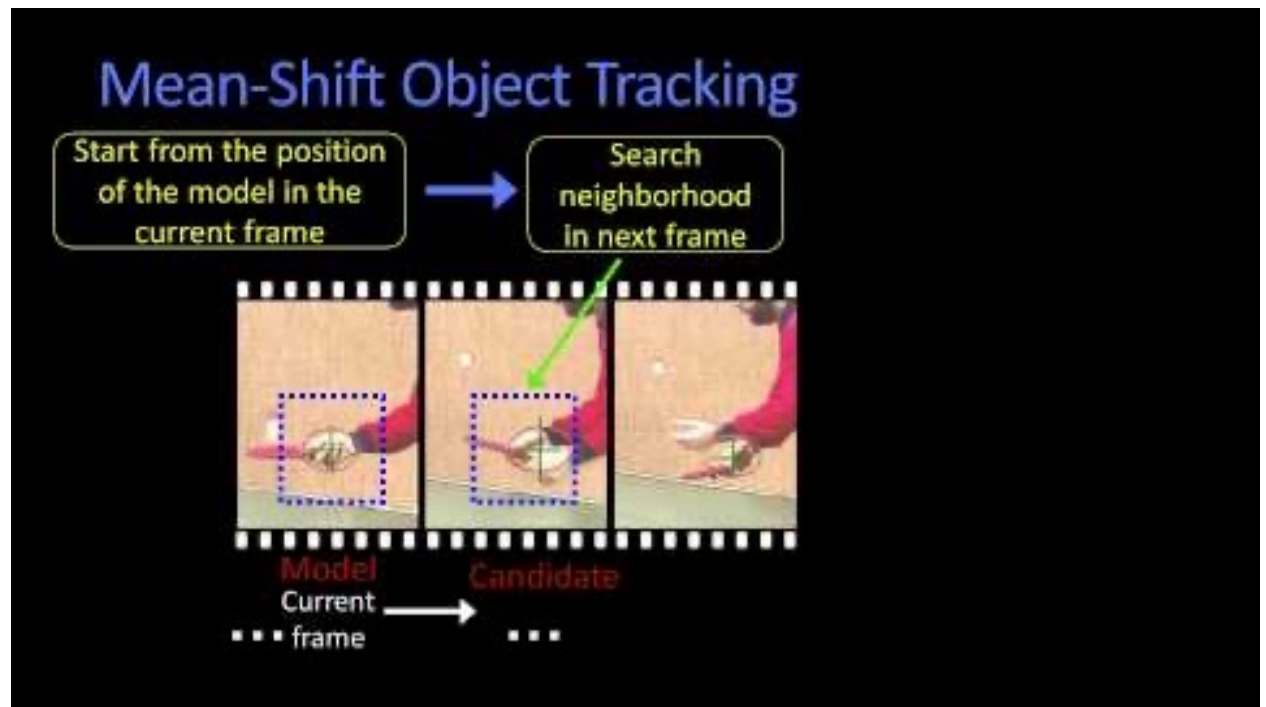 Mean-Shift Object Tracking
Start from the position
of the model in the
current frame
Search
neighborhood
in next frame
Model
Candidate
Current
... frame
...